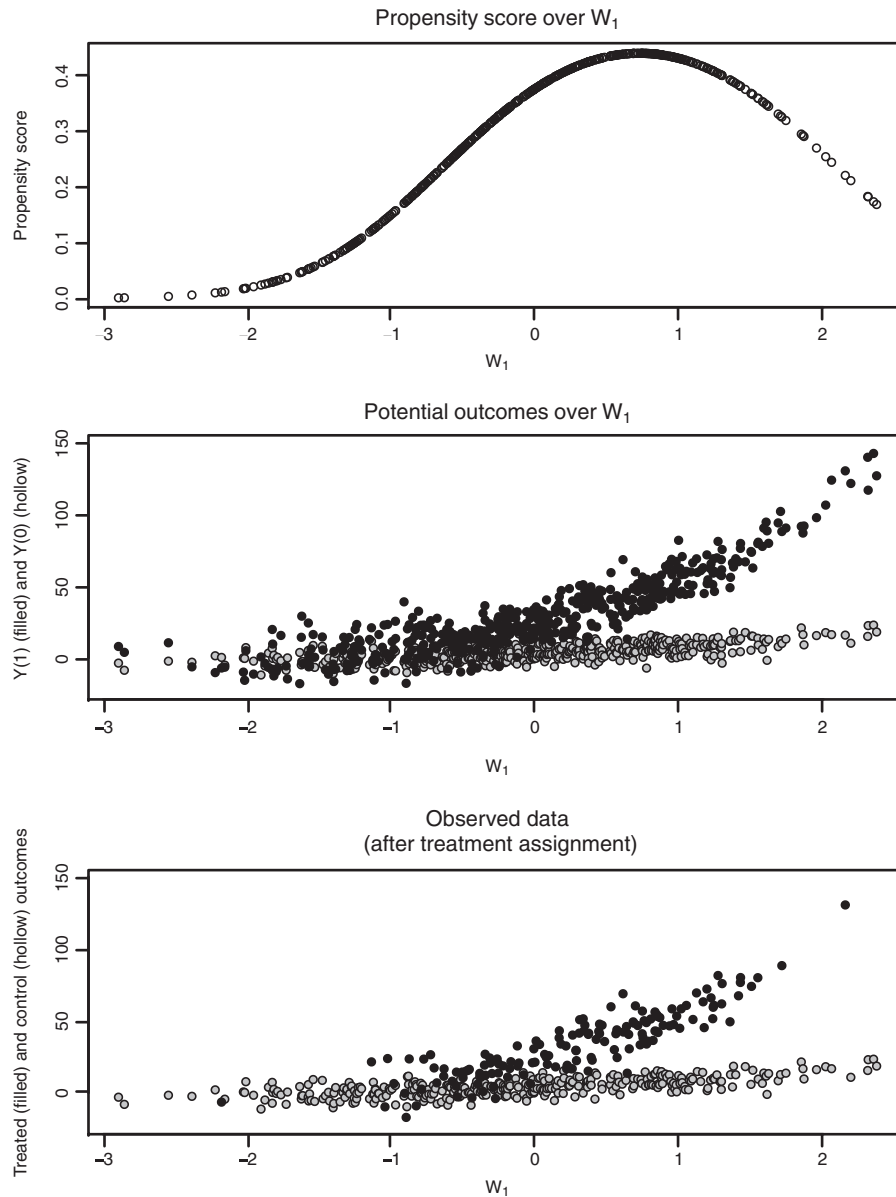 Propensity score over W₁
Propensity score
0.4
0.3
0.2
0.1
0.0
−3 −2 −1 0 1 2
W₁
Potential outcomes over W₁
Y(1) (filled) and Y(0) (hollow)
150
100
50
0
−3 −2 −1 0 1 2
W₁
Observed data
(after treatment assignment)
Treated (filled) and control (hollow) outcomes
150
100
50
0
−3 −2 −1 0 1 2
W₁